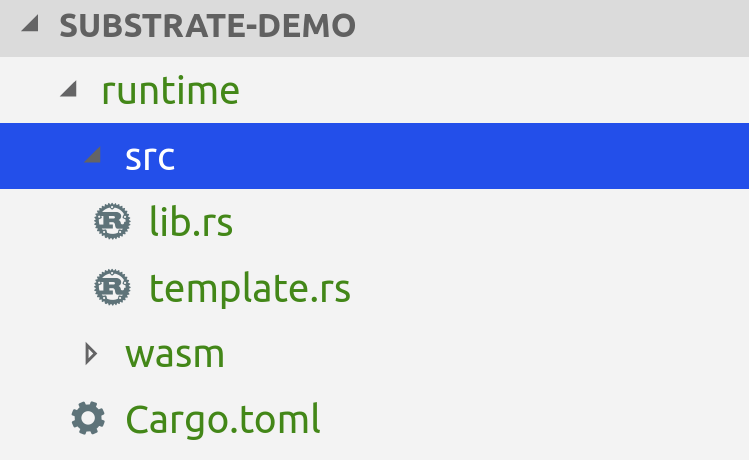 SUBSTRATE-DEMO
runtime
src
lib.rs
template.rs
wasm
Cargo.toml